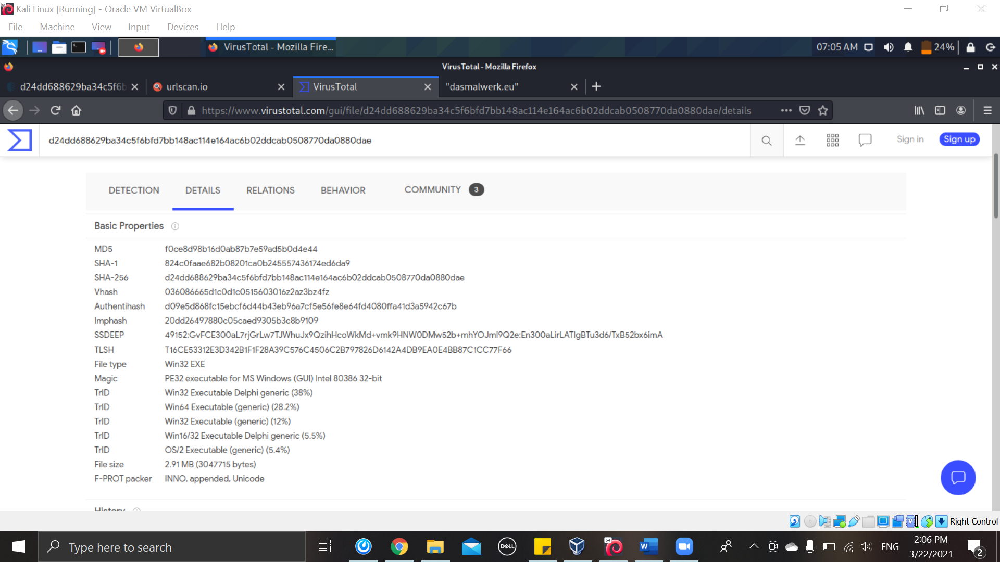 Kali Linux [Running] - Oracle VM VirtualBox
File Machine View Input Devices Help
VirusTotal - Mozilla Fire... 07:05 AM 24%
VirusTotal - Mozilla Firefox
d24dd688629ba34c5f6b urlscan.io VirusTotal "dasmalwerk.eu"
https://www.virustotal.com/gui/file/d24dd688629ba34c5f6bfd7bb148ac114e164ac6b02ddcab0508770da0880dae/details
d24dd688629ba34c5f6bfd7bb148ac114e164ac6b02ddcab0508770da0880dae Sign in Sign up
DETECTION DETAILS RELATIONS BEHAVIOR COMMUNITY 3
Basic Properties
MD5 f0ce8d98b16d0ab87b7e59ad5b0d4e44
SHA-1 824c0faae682b08201ca0b245557436174ed6da9
SHA-256 d24dd688629ba34c5f6bfd7bb148ac114e164ac6b02ddcab0508770da0880dae
Vhash 036086665d1c0d1c0515603016z2az3bz4fz
Authentihash d09e5d868fc15ebcf6d44b43eb96a7cf5e56fe8e64fd4080ffa41d3a5942c67b
Imphash 20dd26497880c05caed9305b3c8b9109
SSDEEP 49152:GvFCE300aL7rjGrLw7TJWhuJx9QzihHcoWkMd+vmk9HNW0DMw52b+mhYOJmI9Q2e:En300aLirLATIgBTu3d6/TxB52bx6imA
TLSH T16CE53312E3D342B1F1F28A39C576C4506C2B797826D6142A4DB9EA0E4BB87C1CC77F66
File type Win32 EXE
Magic PE32 executable for MS Windows (GUI) Intel 80386 32-bit
TrID Win32 Executable Delphi generic (38%)
TrID Win64 Executable (generic) (28.2%)
TrID Win32 Executable (generic) (12%)
TrID Win16/32 Executable Delphi generic (5.5%)
TrID OS/2 Executable (generic) (5.4%)
File size 2.91 MB (3047715 bytes)
F-PROT packer INNO, appended, Unicode
History
Right Control
Type here to search DELL 64 W ENG 2:06 PM
3/22/2021 2